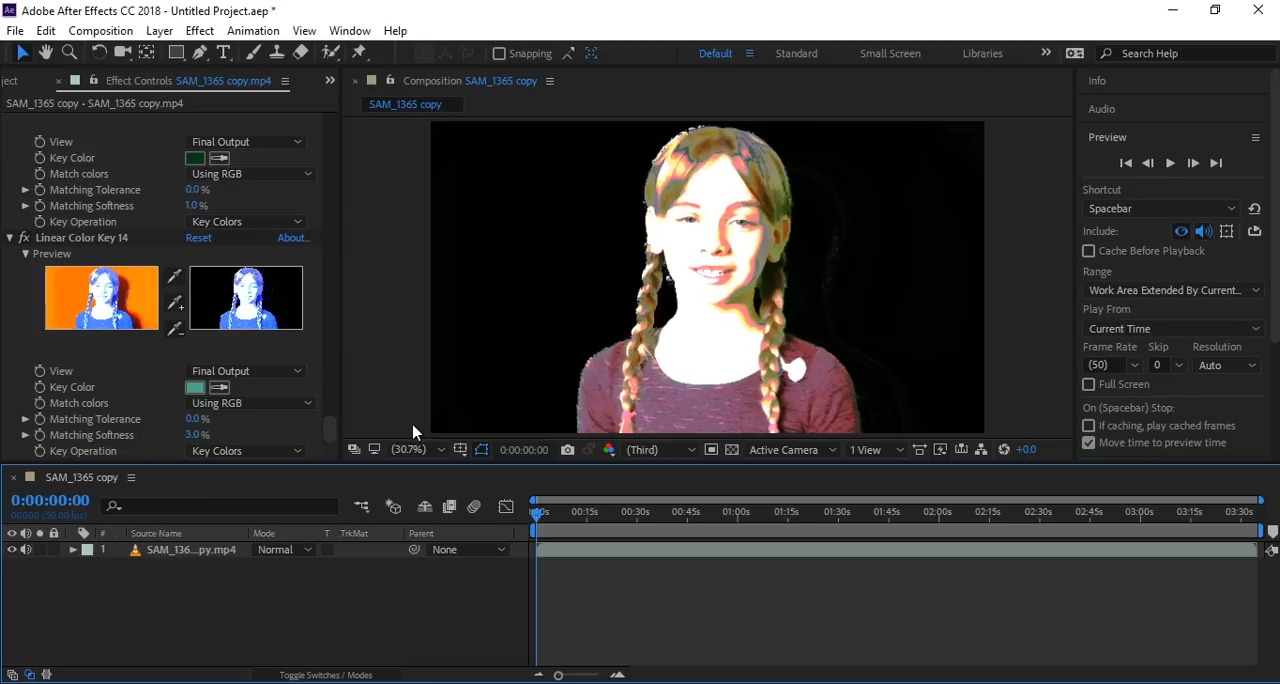 Ae Adobe After Effects CC 2018 - Untitled Project.aep *
File Edit Composition Layer Effect Animation View Window Help
T Snapping Default Standard Small Screen Libraries Search Help
ject Effect Controls SAM_1365 copy.mp4 Composition SAM_1365 copy Info
SAM_1365 copy • SAM_1365 copy.mp4 SAM_1365 copy
Audio
Preview
View Final Output
Key Color
Match colors Using RGB
Matching Tolerance 0.0 %
Matching Softness 1.0 %
Key Operation Key Colors
fx Linear Color Key 14 Reset About...
Preview
View Final Output
Key Color
Match colors Using RGB
Matching Tolerance 0.0 %
Matching Softness 3.0 %
Key Operation Key Colors
(30.7%) 0:00:00:00 (Third) Active Camera 1 View +0.0
Shortcut
Spacebar
Include:
Cache Before Playback
Range
Work Area Extended By Current...
Play From
Current Time
Frame Rate Skip Resolution
(50) 0 Auto
Full Screen
On (Spacebar) Stop:
If caching, play cached frames
Move time to preview time
SAM_1365 copy
0:00:00:00
00000 (50.00 fps)
00:15s 00:30s 00:45s 01:00s 01:15s 01:30s 01:45s 02:00s 02:15s 02:30s 02:45s 03:00s 03:15s 03:30s
# Source Name Mode T .TrkMat Parent
1 SAM_136...py.mp4 Normal None
Toggle Switches / Modes